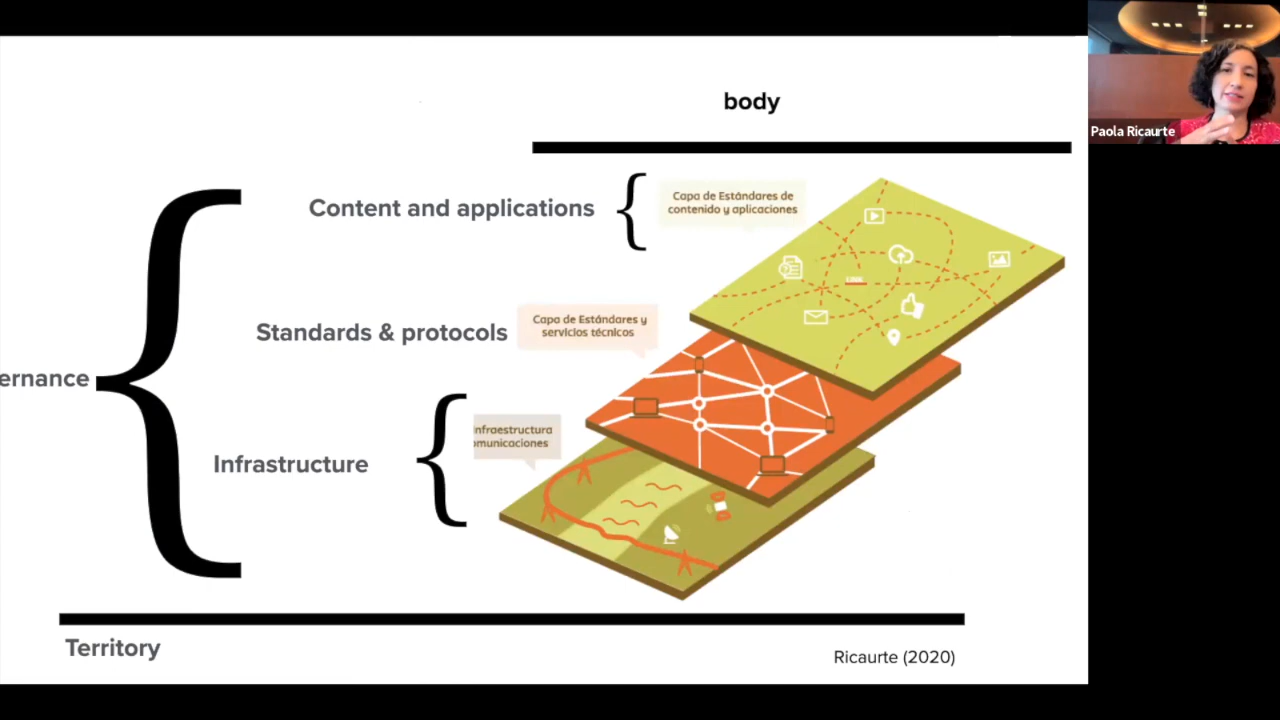 body
Paola Ricaurte
Content and applications
Capa de Estándares de
contenido y aplicaciones
Standards & protocols
Capa de Estándares y
servicios técnicos
ernance
nfraestructura
omunicaciones
Infrastructure
Territory
Ricaurte (2020)